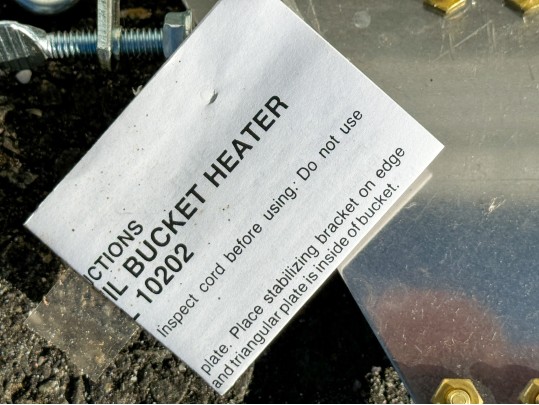 CTIONS
IL BUCKET HEATER
10202
Inspect cord before using: Do not use
plate. Place stabilizing bracket on edge
and triangular plate is inside of bucket.